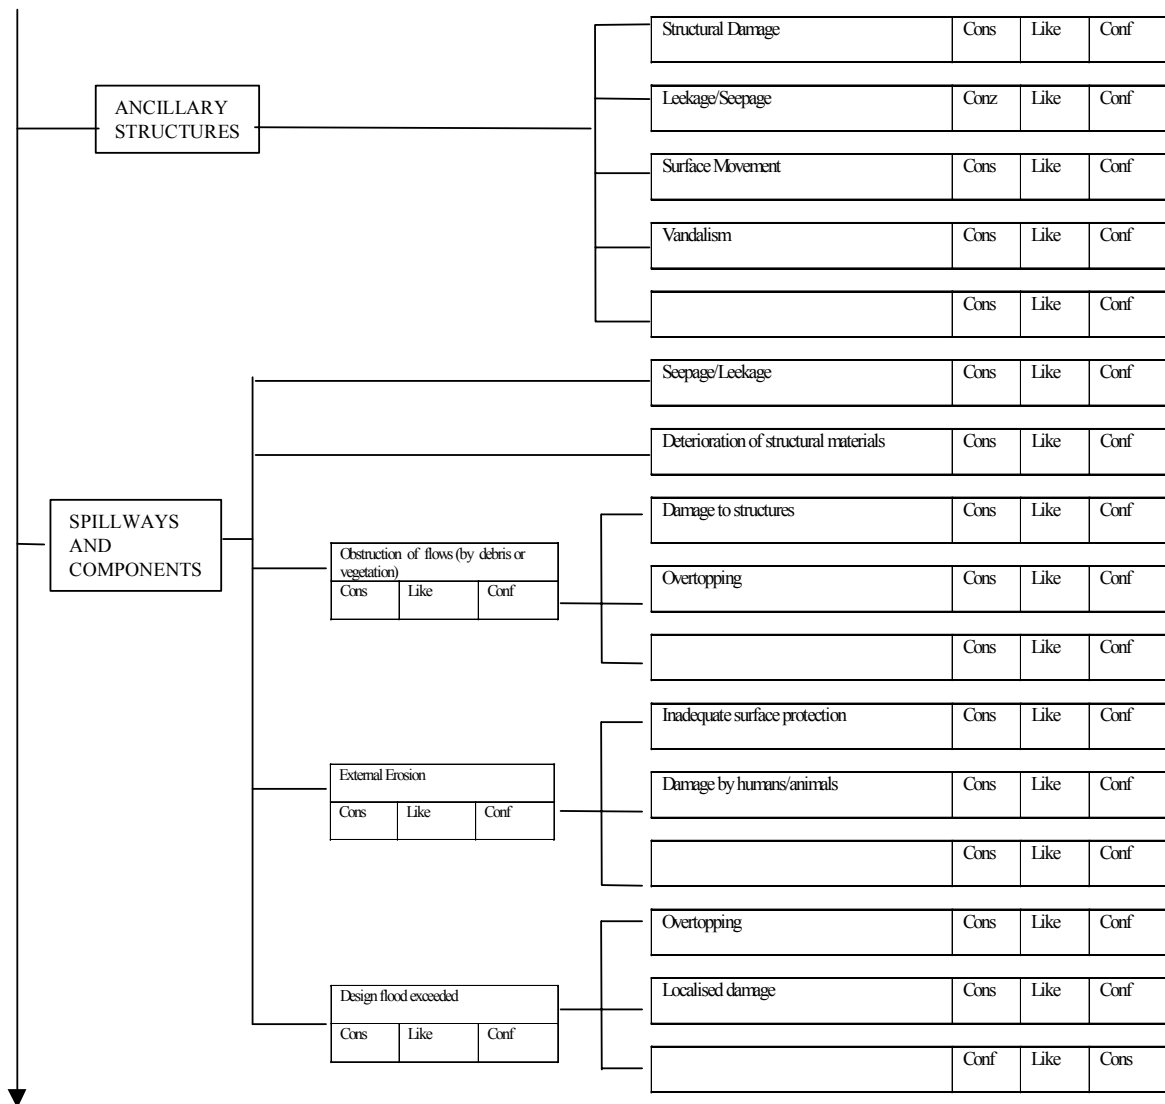 Structural Damage Cons Like Conf
ANCILLARY
STRUCTURES
Leekage/Seepage Conz Like Conf
Surface Movement Cons Like Conf
Vandalism Cons Like Conf
Cons Like Conf
SPILLWAYS
AND
COMPONENTS
Seepage/Leekage Cons Like Conf
Deterioration of structural materials Cons Like Conf
Obstruction of flows (by debris or
vegetation)
Cons Like Conf
Damage to structures Cons Like Conf
Overtopping Cons Like Conf
Cons Like Conf
External Erosion
Cons Like Conf
Inadequate surface protection Cons Like Conf
Damage by humans/animals Cons Like Conf
Cons Like Conf
Design flood exceeded
Cons Like Conf
Overtopping Cons Like Conf
Localised damage Cons Like Conf
Conf Like Cons